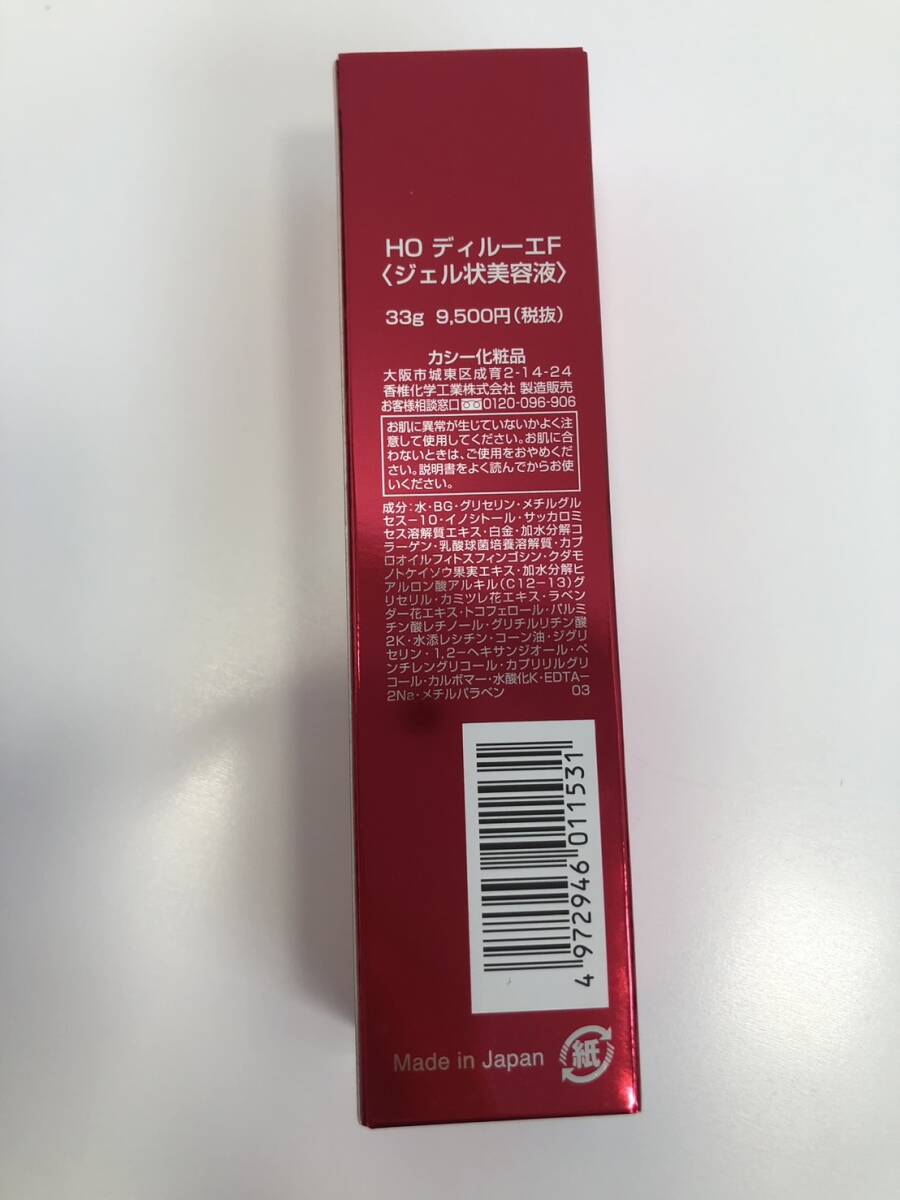 HO ディルーエF
〈ジェル状美容液〉
33g 9,500円(税抜)
カシー化粧品
大阪市城東区成育2-14-24
香椎化学工業株式会社 製造販売
お客様相談窓口 0120-096-906
お肌に異常が生じていないかよく注
意して使用してください。お肌に合
わないときは、ご使用をおやめくだ
さい。説明書をよく読んでからお使
いください。
成分:水・BG・グリセリン・メチルグル
セス-10・イノシトール・サッカロミ
セス溶解質エキス・白金・加水分解コ
ラーゲン・乳酸球菌培養溶解質・カプ
ロオイルフィトスフィンゴシン・クダモ
ノトケイソウ果実エキス・加水分解ヒ
アルロン酸アルキル(C12-13)グ
リセリル・カミツレ花エキス・ラベン
ダー花エキス・トコフェロール・パルミ
チン酸レチノール・グリチルリチン酸
2K・水添レシチン・コーン油・ジグリ
セリン・1,2-ヘキサンジオール・ペ
ンチレングリコール・カプリリルグリ
コール・カルボマー・水酸化K・EDTA-
2Na・メチルパラベン 03
4 972946 011531
Made in Japan
紙